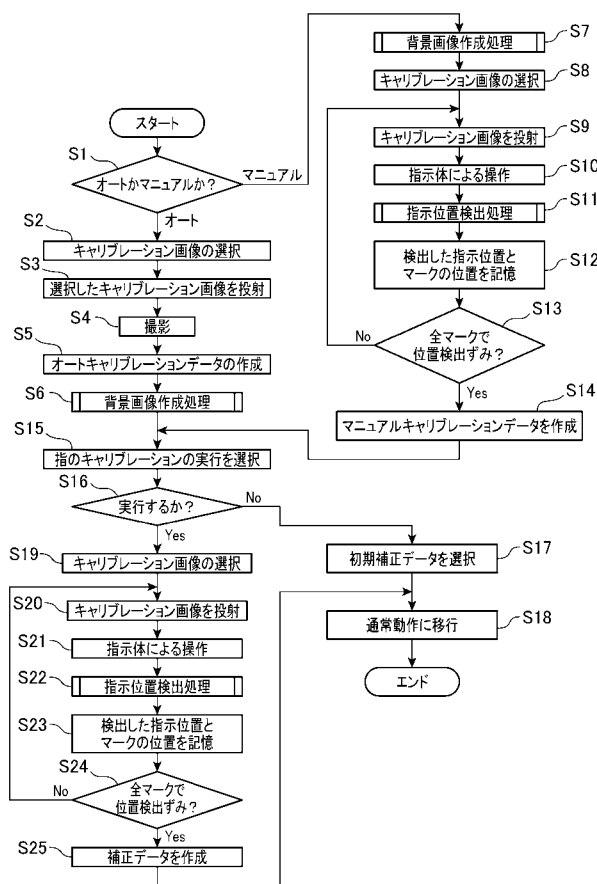 スタート
S1
オートかマニュアルか?
マニュアル
オート
S2
キャリブレーション画像の選択
S3
選択したキャリブレーション画像を投射
S4
撮影
S5
オートキャリブレーションデータの作成
S6
背景画像作成処理
S7
背景画像作成処理
S8
キャリブレーション画像の選択
S9
キャリブレーション画像を投射
S10
指示体による操作
S11
指示位置検出処理
S12
検出した指示位置と
マークの位置を記憶
S13
全マークで
位置検出ずみ?
No
Yes
S14
マニュアルキャリブレーションデータを作成
S15
指のキャリブレーションの実行を選択
S16
実行するか?
No
Yes
S17
初期補正データを選択
S18
通常動作に移行
エンド
S19
キャリブレーション画像の選択
S20
キャリブレーション画像を投射
S21
指示体による操作
S22
指示位置検出処理
S23
検出した指示位置と
マークの位置を記憶
S24
全マークで
位置検出ずみ?
No
Yes
S25
補正データを作成